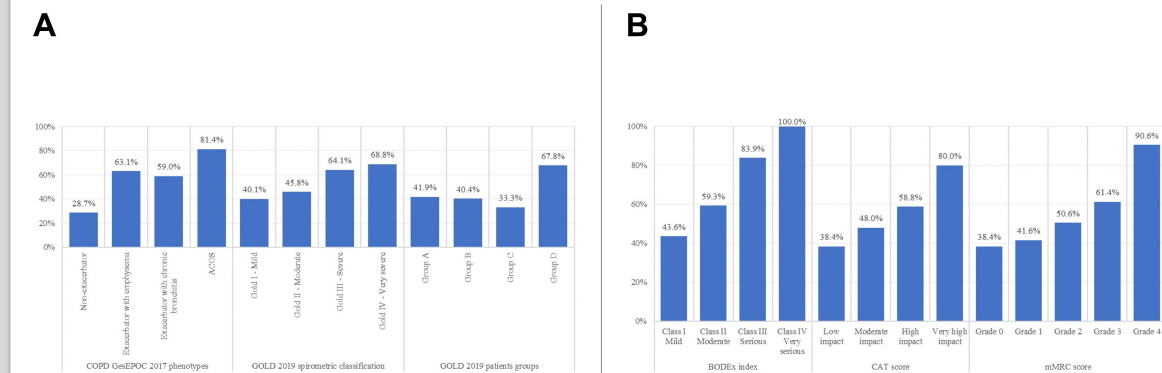 A
100%
80%
60%
40%
20%
0%
28.7%
63.1%
59.0%
81.4%
40.1%
45.8%
64.1%
68.8%
41.9%
40.4%
33.3%
67.8%
Non-exacerbator
Exacerbator with emphysema
Exacerbator with chronic
bronchitis
ACOS
Gold I - Mild
Gold II - Moderate
Gold III - Severe
Gold IV - Very severe
Group A
Group B
Group C
Group D
COPD GesEPOC 2017 phenotypes
GOLD 2019 spirometric classification
GOLD 2019 patients groups
B
100%
80%
60%
40%
20%
0%
43.6%
59.3%
83.9%
100.0%
38.4%
48.0%
58.8%
80.0%
38.4%
41.6%
50.6%
61.4%
90.6%
Class I
Mild
Class II
Moderate
Class III
Serious
Class IV
Very
serious
Low
impact
Moderate
impact
High
impact
Very high
impact
Grade 0
Grade 1
Grade 2
Grade 3
Grade 4
BODEx index
CAT score
mMRC score